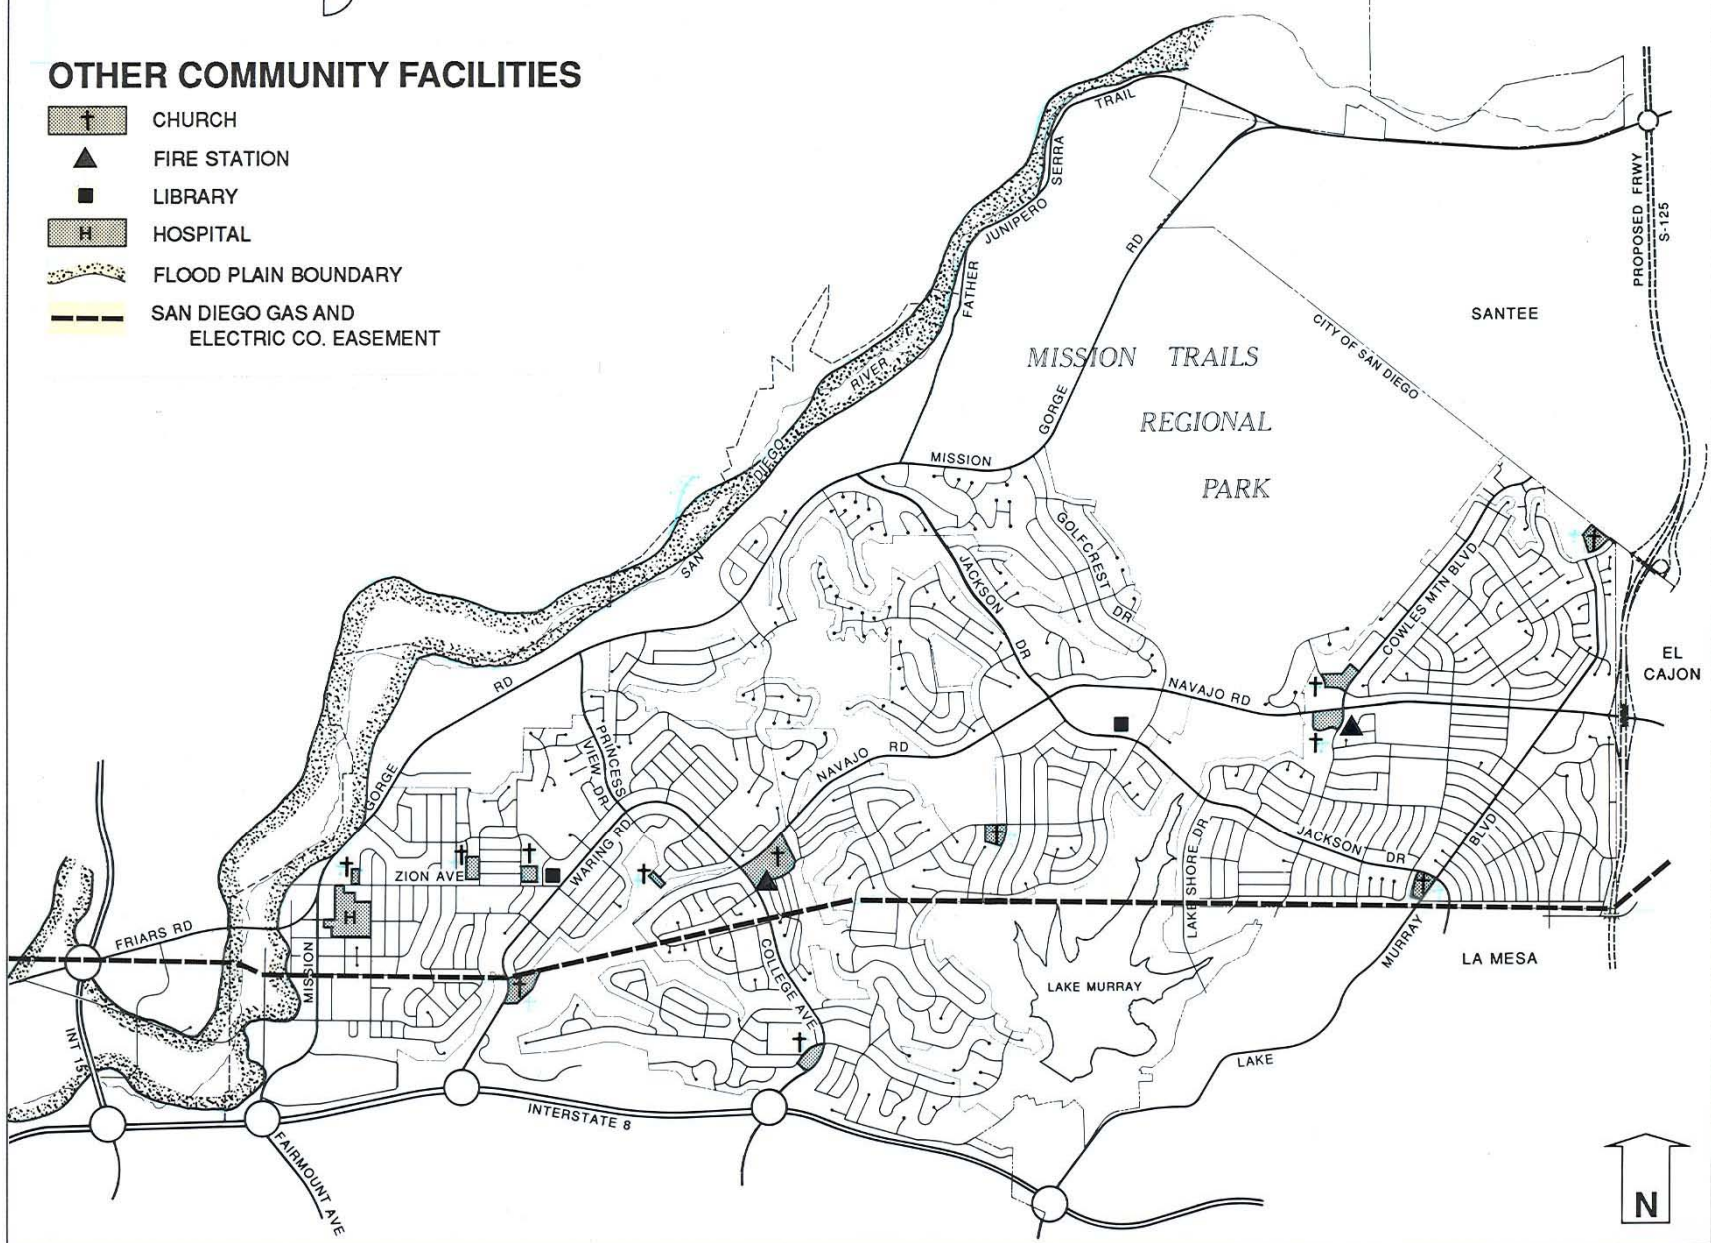 OTHER COMMUNITY FACILITIES
CHURCH
FIRE STATION
LIBRARY
H
HOSPITAL
FLOOD PLAIN BOUNDARY
SAN DIEGO GAS AND
ELECTRIC CO. EASEMENT
TRAIL
SERRA
JUNIPERO
FATHER
RD
GORGE
MISSION
PROPOSED FRWY
S-125
SANTEE
CITY OF SAN DIEGO
MISSION TRAILS
REGIONAL
PARK
RIVER
DIEGO
SAN
GOLFCREST
DR
JACKSON
DR
COWLES MTN BLVD
EL
CAJON
NAVAJO RD
RD
PRINCESS
VIEW DR
NAVAJO
RD
GORGE
WARING RD
ZION AVE
H
LAKE SHORE DR
JACKSON
DR
BLVD
MURRAY
FRIARS RD
MISSION
COLLEGE AVE
LAKE MURRAY
LA MESA
INT 15
LAKE
INTERSTATE 8
FAIRMOUNT AVE
N